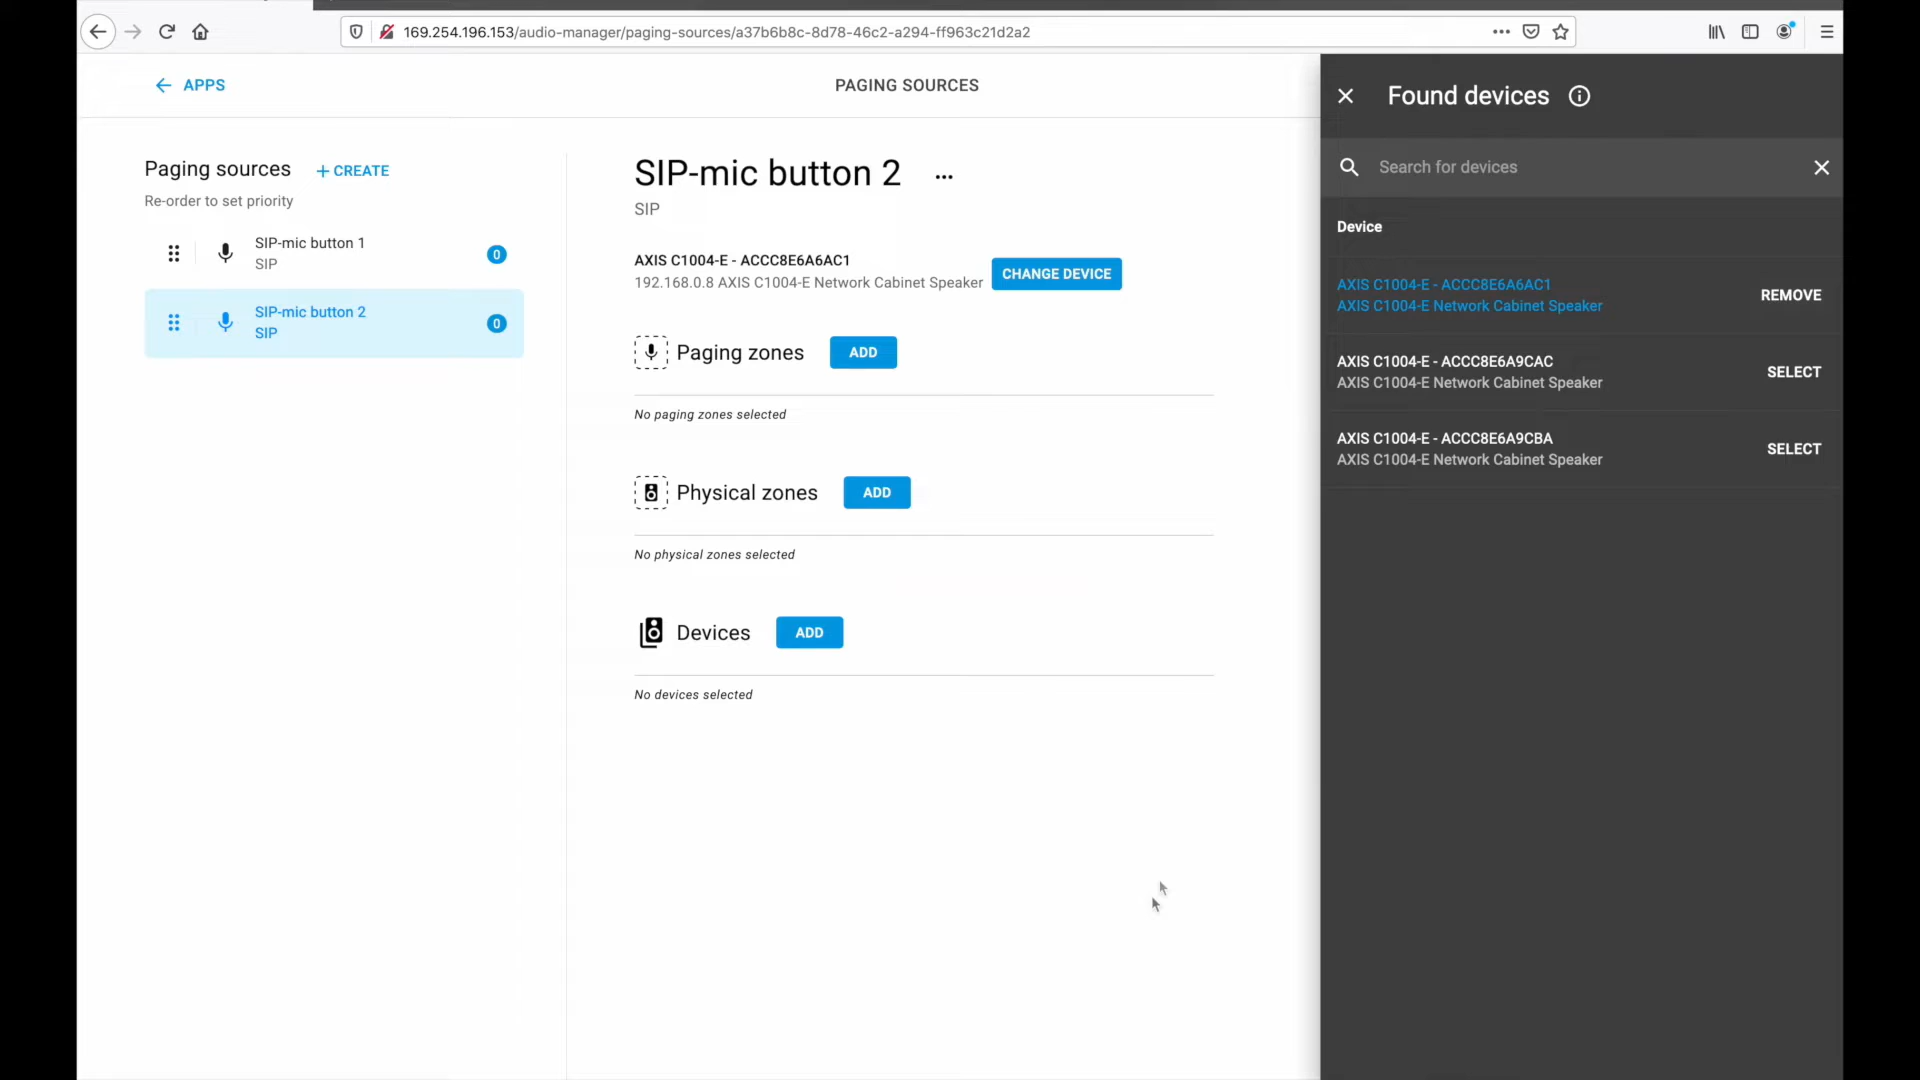 169.254.196.153/audio-manager/paging-sources/a37b6b8c-8d78-46c2-a294-ff963c21d2a2
APPS
PAGING SOURCES
Paging sources
CREATE
Re-order to set priority
SIP-mic button 1
SIP
0
SIP-mic button 2
SIP
0
SIP-mic button 2
SIP
AXIS C1004-E - ACCC8E6A6AC1
192.168.0.8 AXIS C1004-E Network Cabinet Speaker
CHANGE DEVICE
Paging zones
ADD
No paging zones selected
Physical zones
ADD
No physical zones selected
Devices
ADD
No devices selected
Found devices
Search for devices
Device
AXIS C1004-E - ACCC8E6A6AC1
AXIS C1004-E Network Cabinet Speaker
REMOVE
AXIS C1004-E - ACCC8E6A9CAC
AXIS C1004-E Network Cabinet Speaker
SELECT
AXIS C1004-E - ACCC8E6A9CBA
AXIS C1004-E Network Cabinet Speaker
SELECT